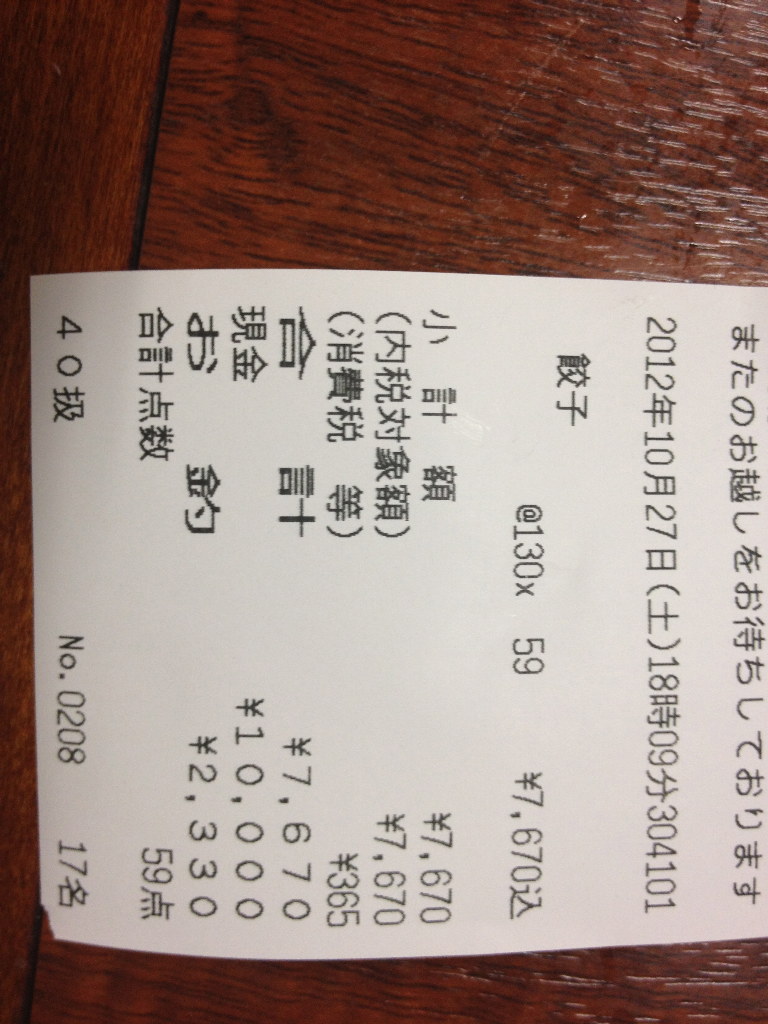 またのお越しをお待ちしております
2012年10月27日(土)18時09分304101
餃子
@130x 59 ¥7,670込
小 計 額 ¥7,670
(内税対象額) ¥7,670
(消費税 等) ¥365
合 計 ¥7,670
現金 ¥10,000
お 釣 ¥2,330
合計点数 59点
40扱 No.0208 17名